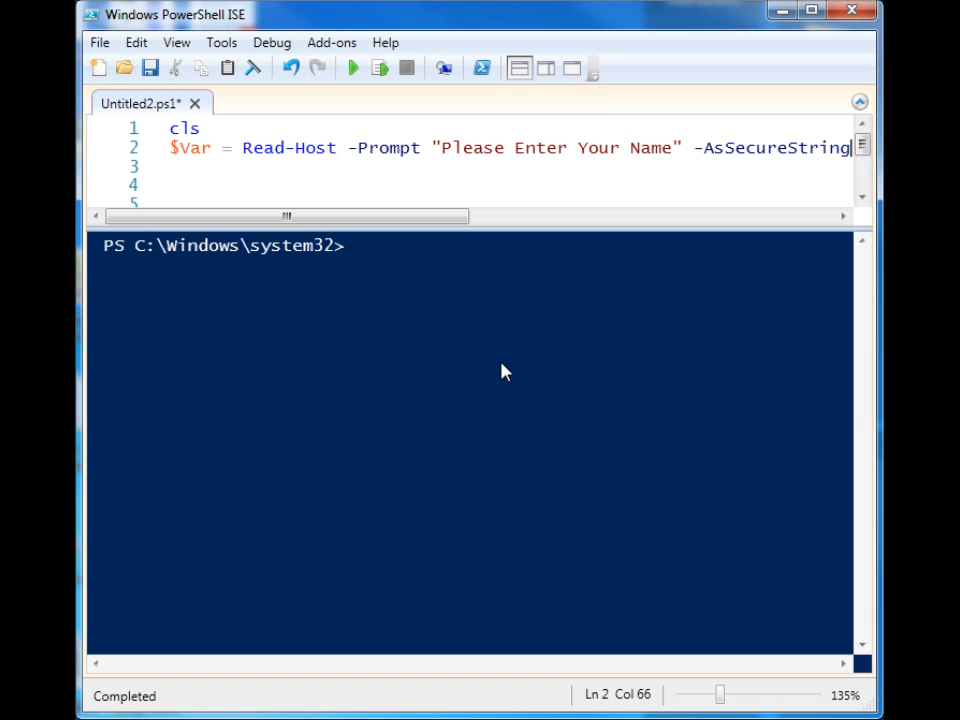 Windows PowerShell ISE
File Edit View Tools Debug Add-ons Help
Untitled2.ps1*
1 cls
2 $Var = Read-Host -Prompt "Please Enter Your Name" -AsSecureString
3
4
5
PS C:\Windows\system32>
Completed Ln 2 Col 66 135%